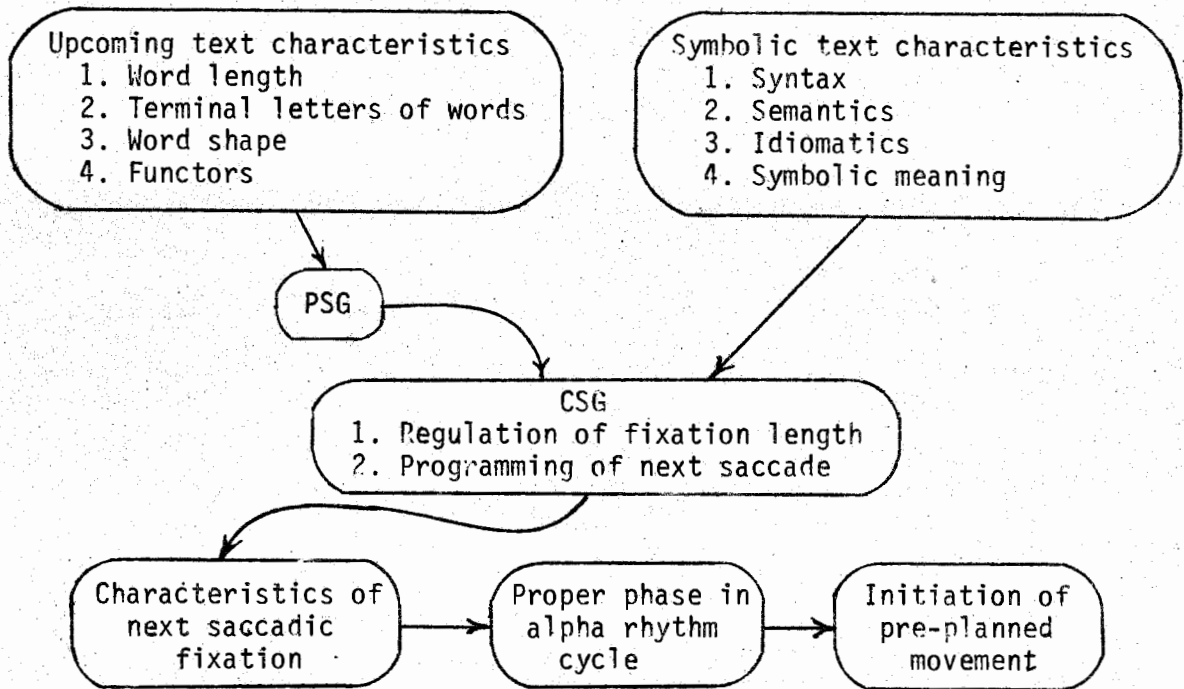 Upcoming text characteristics
1. Word length
2. Terminal letters of words
3. Word shape
4. Functors
Symbolic text characteristics
1. Syntax
2. Semantics
3. Idiomatics
4. Symbolic meaning
PSG
CSG
1. Regulation of fixation length
2. Programming of next saccade
Characteristics of
next saccadic
fixation
Proper phase in
alpha rhythm
cycle
Initiation of
pre-planned
movement